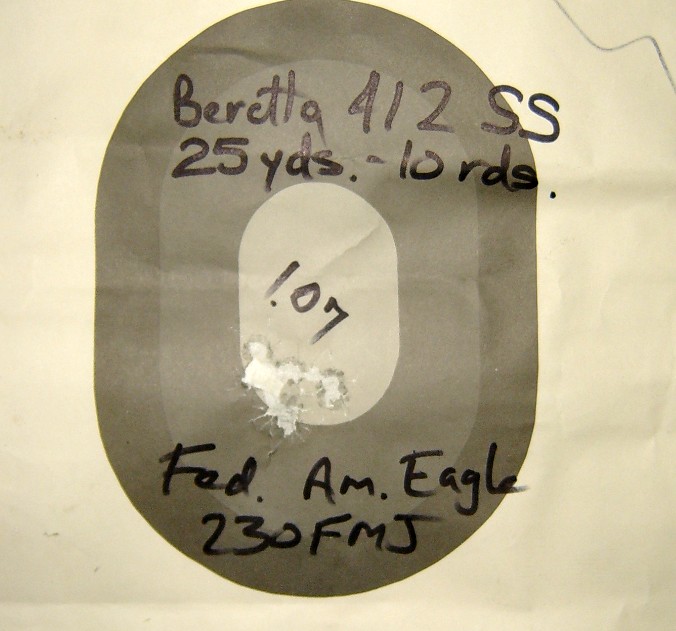 Beretta 412 SS
25 yds. - 10 rds.
1.07
Fed. Am. Eagle
230 FMJ